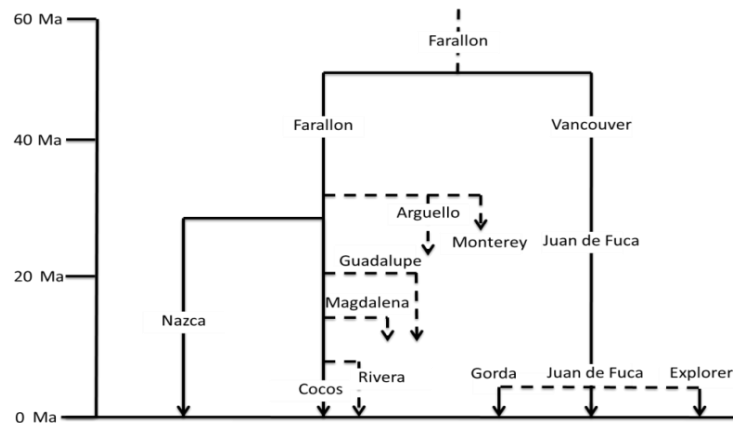 60 Ma
Farallon
Farallon
Vancouver
40 Ma
Arguello
Monterey
Juan de Fuca
Guadalupe
20 Ma
Magdalena
Nazca
Rivera
Gorda
Juan de Fuca
Explorer
Cocos
0 Ma